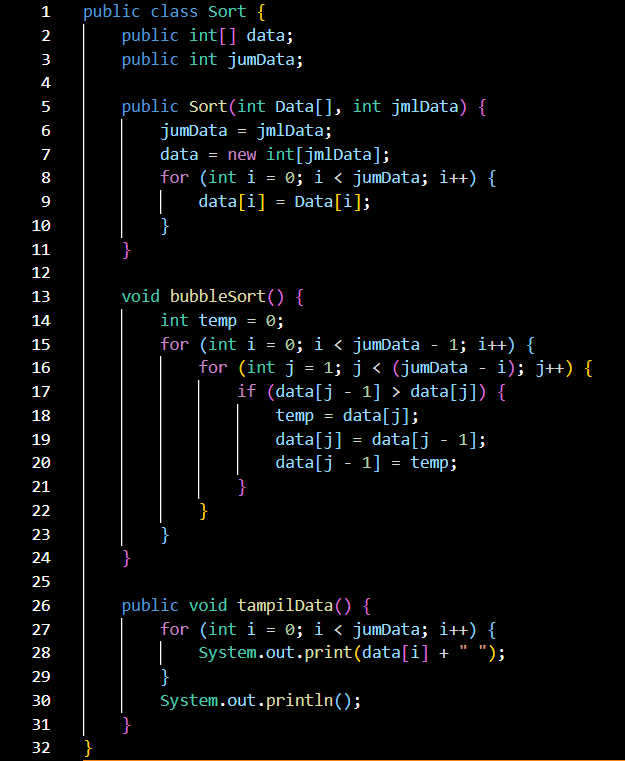 1 public class Sort {
2     public int[] data;
3     public int jumData;
4
5     public Sort(int Data[], int jmlData) {
6         jumData = jmlData;
7         data = new int[jmlData];
8         for (int i = 0; i < jumData; i++) {
9             data[i] = Data[i];
10         }
11     }
12
13     void bubbleSort() {
14         int temp = 0;
15         for (int i = 0; i < jumData - 1; i++) {
16             for (int j = 1; j < (jumData - i); j++) {
17                 if (data[j - 1] > data[j]) {
18                     temp = data[j];
19                     data[j] = data[j - 1];
20                     data[j - 1] = temp;
21                 }
22             }
23         }
24     }
25
26     public void tampilData() {
27         for (int i = 0; i < jumData; i++) {
28             System.out.print(data[i] + " ");
29         }
30         System.out.println();
31     }
32 }